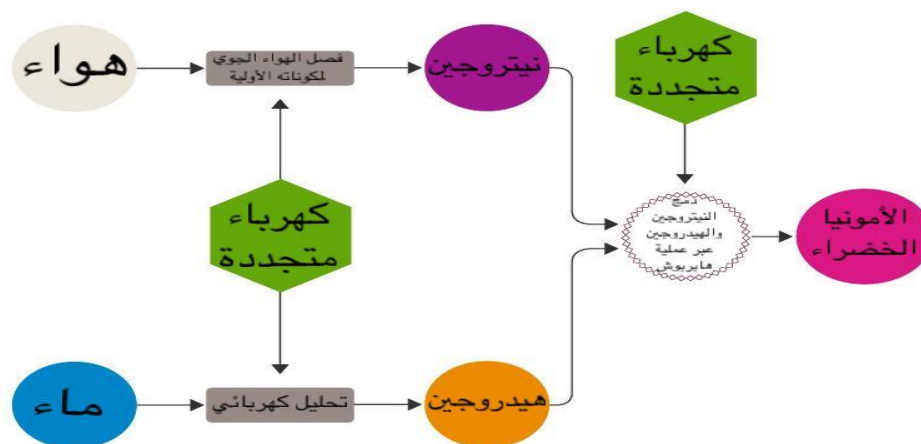 هواء
فصل الهواء الجوي
لمكوناته الأولية
نيتروجين
كهرباء
متجددة
كهرباء
متجددة
دمج
النيتروجين
والهيدروجين
عبر عملية
هابربوش
الأمونيا
الخضراء
ماء
تحليل كهربائي
هيدروجين